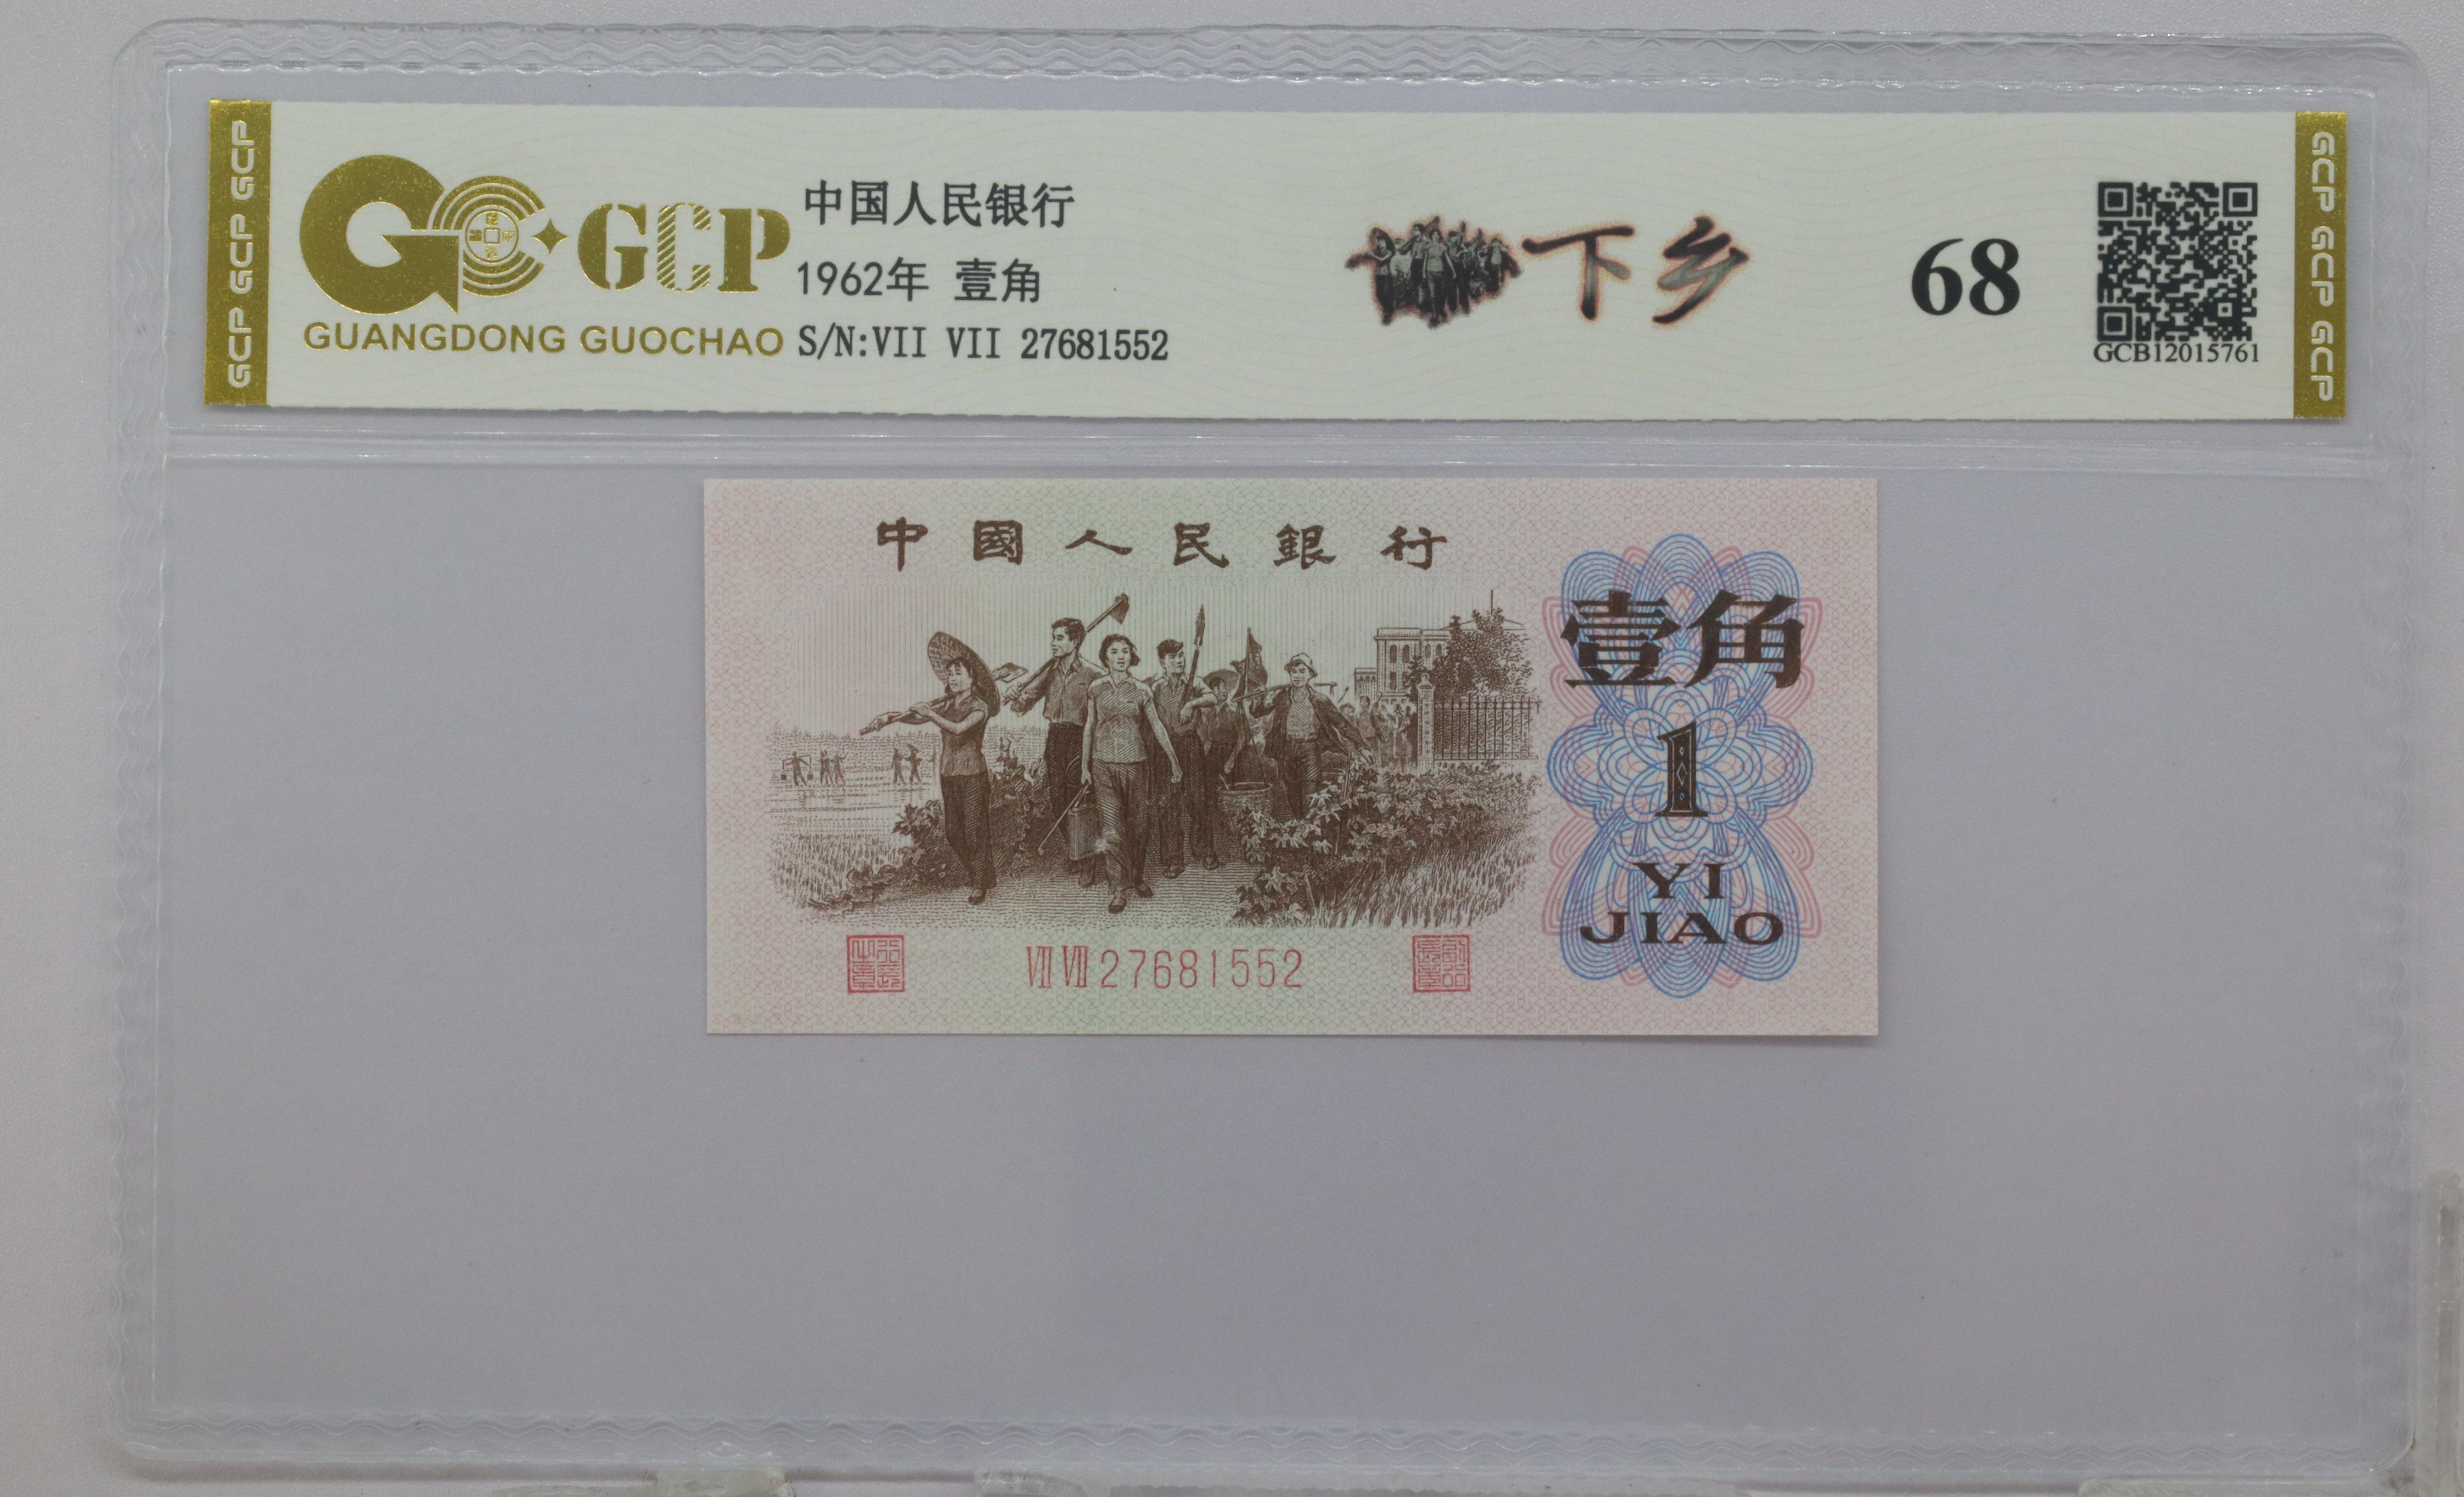 GCP GCP GCP
GCP
GUANGDONG GUOCHAO
中国人民银行
1962年 壹角
S/N:VII VII 27681552
下乡
68
GCB12015761
GCP GCP GCP
中國人民銀行
壹角
1
YI
JIAO
VII VII 27681552